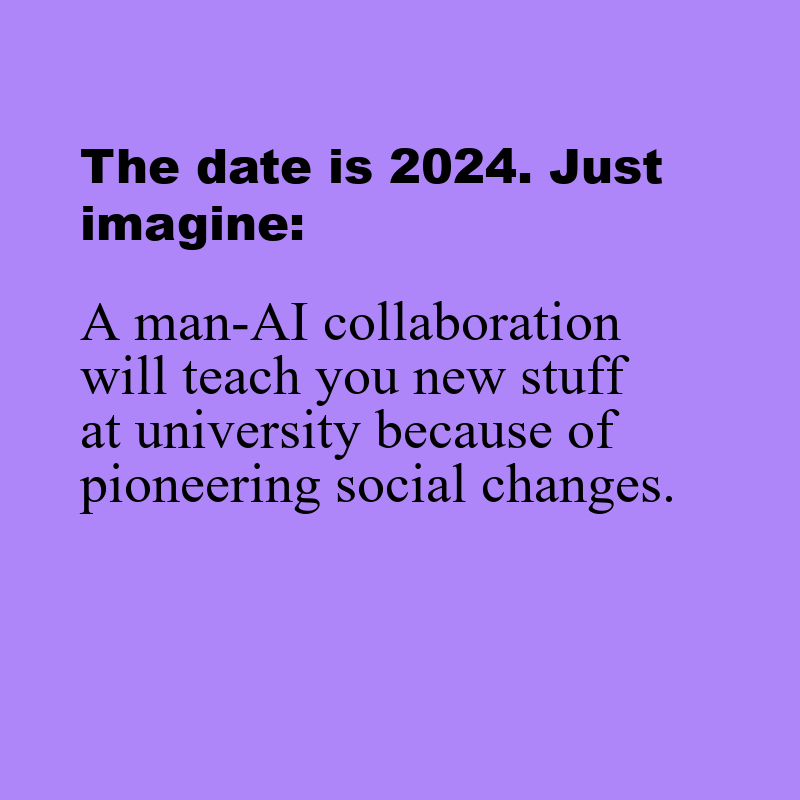 The date is 2024. Just
imagine:
A man-AI collaboration
will teach you new stuff
at university because of
pioneering social changes.